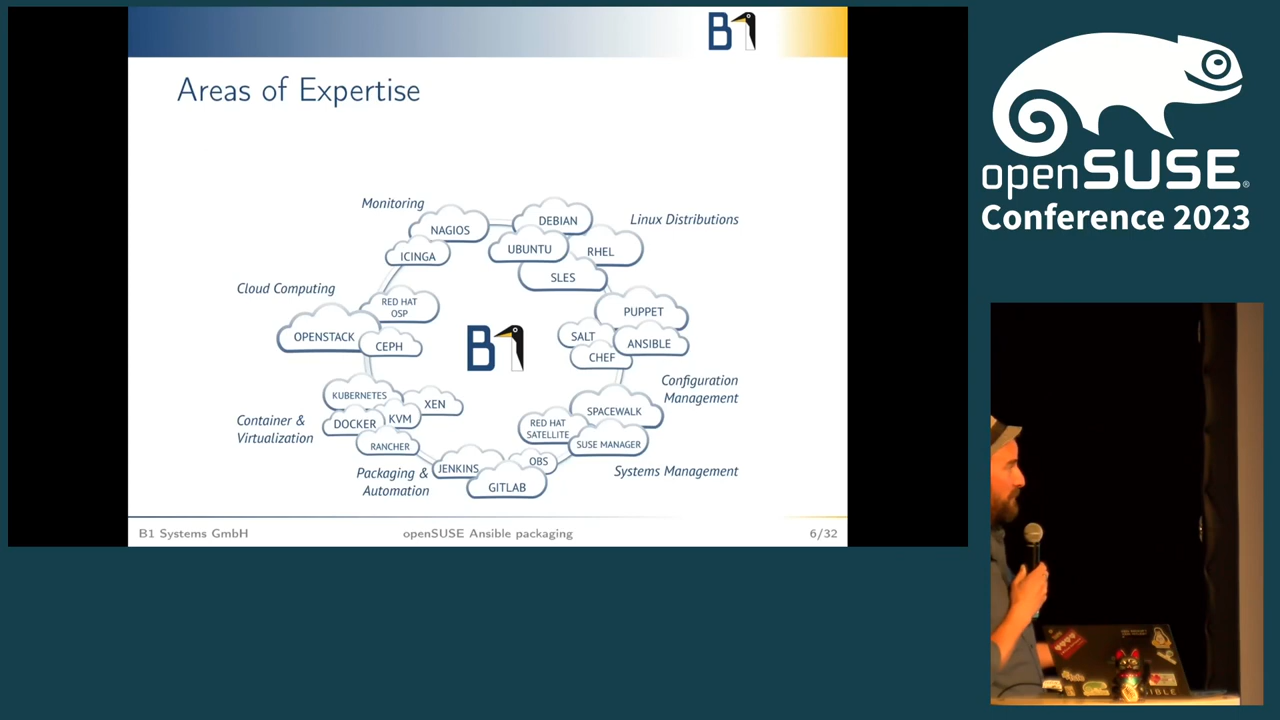 B1
Areas of Expertise
Monitoring
NAGIOS
ICINGA
DEBIAN
UBUNTU
RHEL
SLES
Linux Distributions
Cloud Computing
RED HAT
OSP
OPENSTACK
CEPH
B1
PUPPET
SALT
ANSIBLE
CHEF
Configuration
Management
KUBERNETES
XEN
DOCKER
KVM
RANCHER
Container &
Virtualization
SPACEWALK
RED HAT
SATELLITE
SUSE MANAGER
Systems Management
Packaging &
Automation
JENKINS
OBS
GITLAB
B1 Systems GmbH
openSUSE Ansible packaging
6/32
openSUSE®
Conference 2023